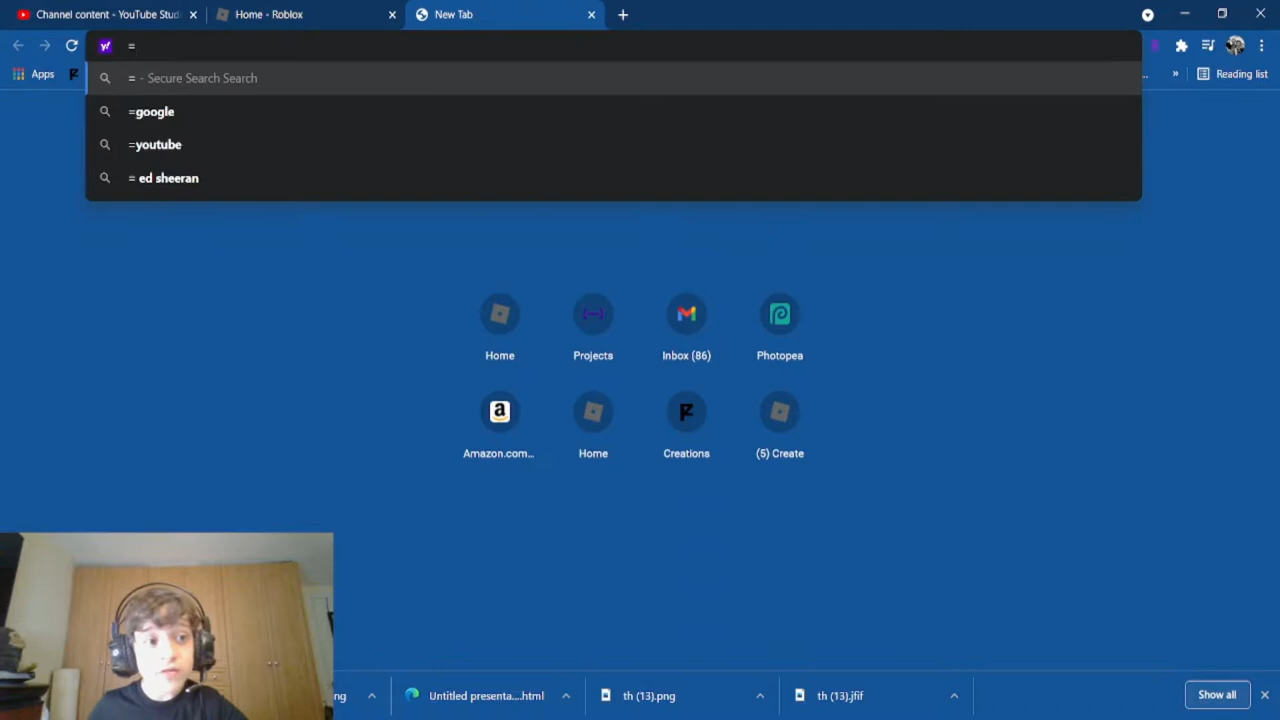 Channel content - YouTube Studi
Home - Roblox
New Tab
y!
=
Apps
Reading list
= - Secure Search Search
=google
=youtube
= ed sheeran
Home
Projects
Inbox (86)
Photopea
a
Amazon.com...
Home
Creations
(5) Create
ng
Untitled presenta....html
th (13).png
th (13).jfif
Show all